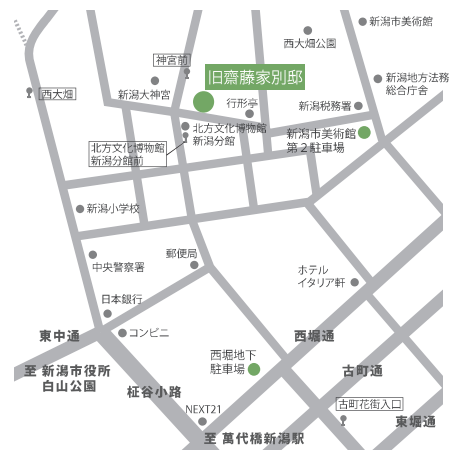 新潟市美術館
西大畑公園
神宮前
旧齋藤家別邸
新潟地方法務
総合庁舎
西大畑
新潟大神宮
行形亭
新潟税務署
北方文化博物館
新潟分館
新潟市美術館
第2駐車場
北方文化博物館
新潟分館前
新潟小学校
郵便局
中央警察署
ホテル
イタリア軒
日本銀行
コンビニ
東中通
西堀通
西堀地下
駐車場
至 新潟市役所
白山公園
古町通
柾谷小路
NEXT21
古町花街入口
東堀通
至 萬代橋新潟駅